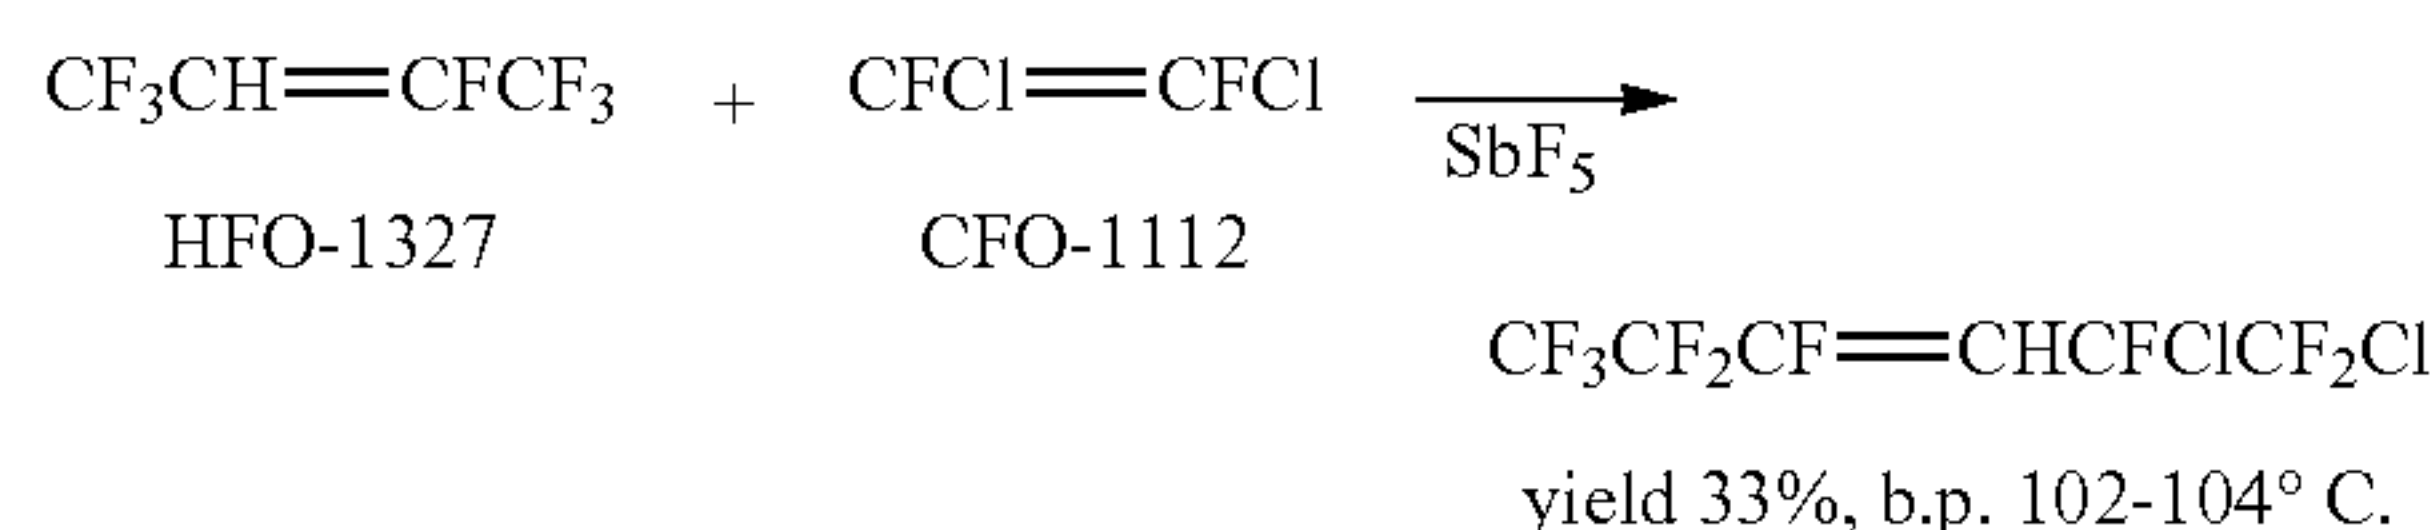 CF₃CH=CFCF₃ + CFCl=CFCl
SbF₅
HFO-1327 CFO-1112
CF₃CF₂CF=CHCFClCF₂Cl
yield 33%, b.p. 102-104° C.